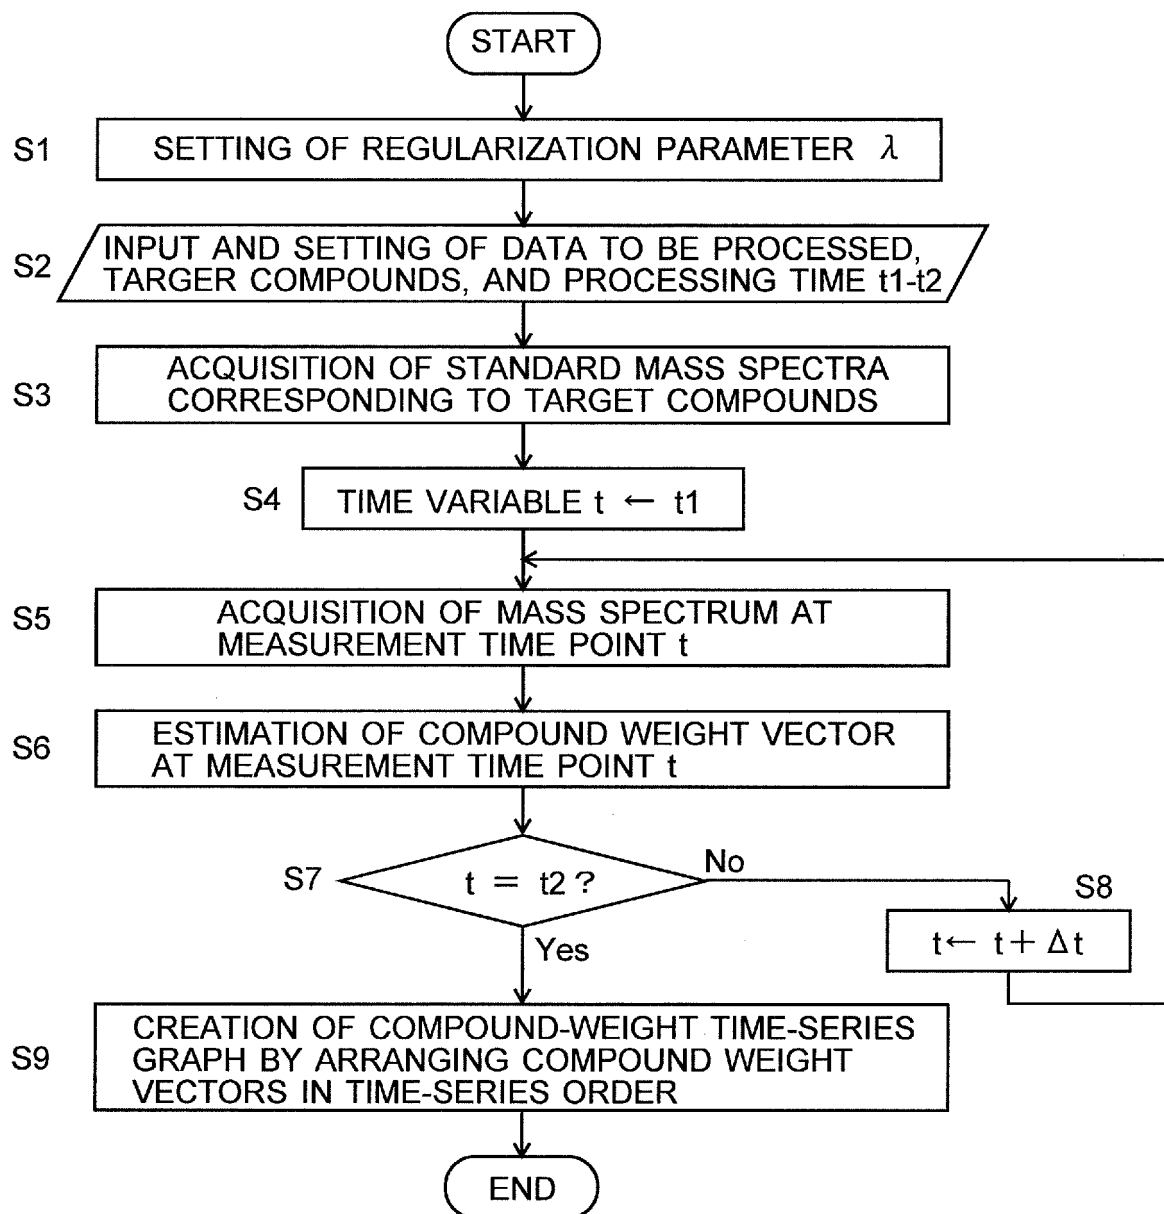 START
S1
SETTING OF REGULARIZATION PARAMETER λ
S2
INPUT AND SETTING OF DATA TO BE PROCESSED,
TARGER COMPOUNDS, AND PROCESSING TIME t1-t2
S3
ACQUISITION OF STANDARD MASS SPECTRA
CORRESPONDING TO TARGET COMPOUNDS
S4
TIME VARIABLE t ← t1
S5
ACQUISITION OF MASS SPECTRUM AT
MEASUREMENT TIME POINT t
S6
ESTIMATION OF COMPOUND WEIGHT VECTOR
AT MEASUREMENT TIME POINT t
S7
t = t2?
No
S8
t← t+Δt
Yes
S9
CREATION OF COMPOUND-WEIGHT TIME-SERIES
GRAPH BY ARRANGING COMPOUND WEIGHT
VECTORS IN TIME-SERIES ORDER
END